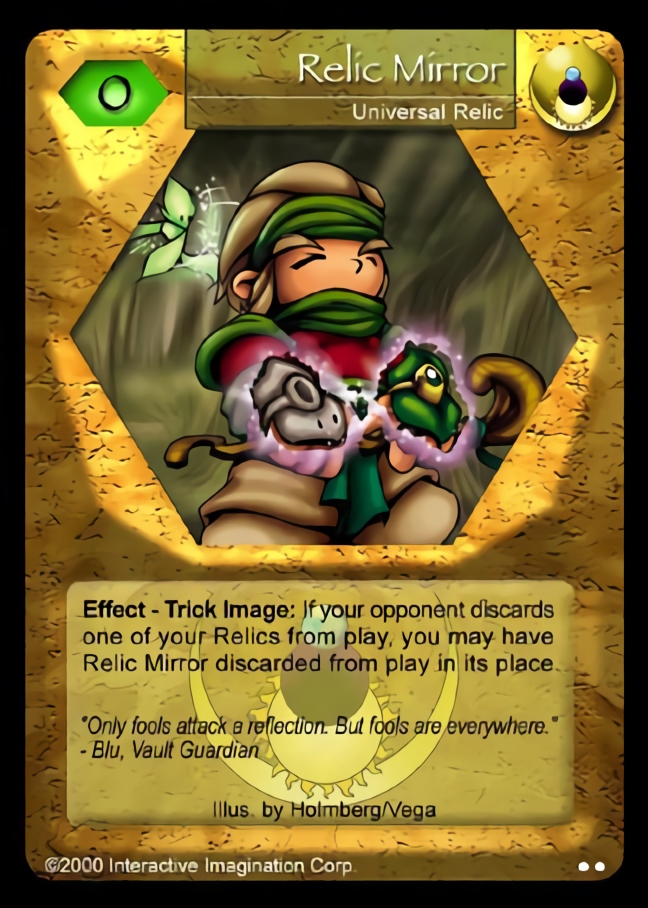 0
Relic Mirror
Universal Relic
Effect - Trick Image: If your opponent discards
one of your Relics from play, you may have
Relic Mirror discarded from play in its place.
"Only fools attack a reflection. But fools are everywhere."
- Blu, Vault Guardian
Illus. by Holmberg/Vega
©2000 Interactive Imagination Corp.